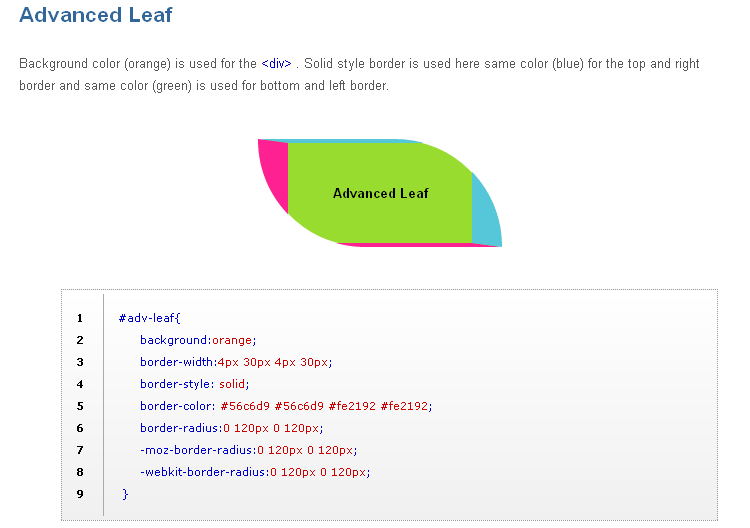 Advanced Leaf
Background color (orange) is used for the <div> . Solid style border is used here same color (blue) for the top and right
border and same color (green) is used for bottom and left border.
Advanced Leaf
1 #adv-leaf{
2 background:orange;
3 border-width:4px 30px 4px 30px;
4 border-style: solid;
5 border-color: #56c6d9 #56c6d9 #fe2192 #fe2192;
6 border-radius:0 120px 0 120px;
7 -moz-border-radius:0 120px 0 120px;
8 -webkit-border-radius:0 120px 0 120px;
9 }